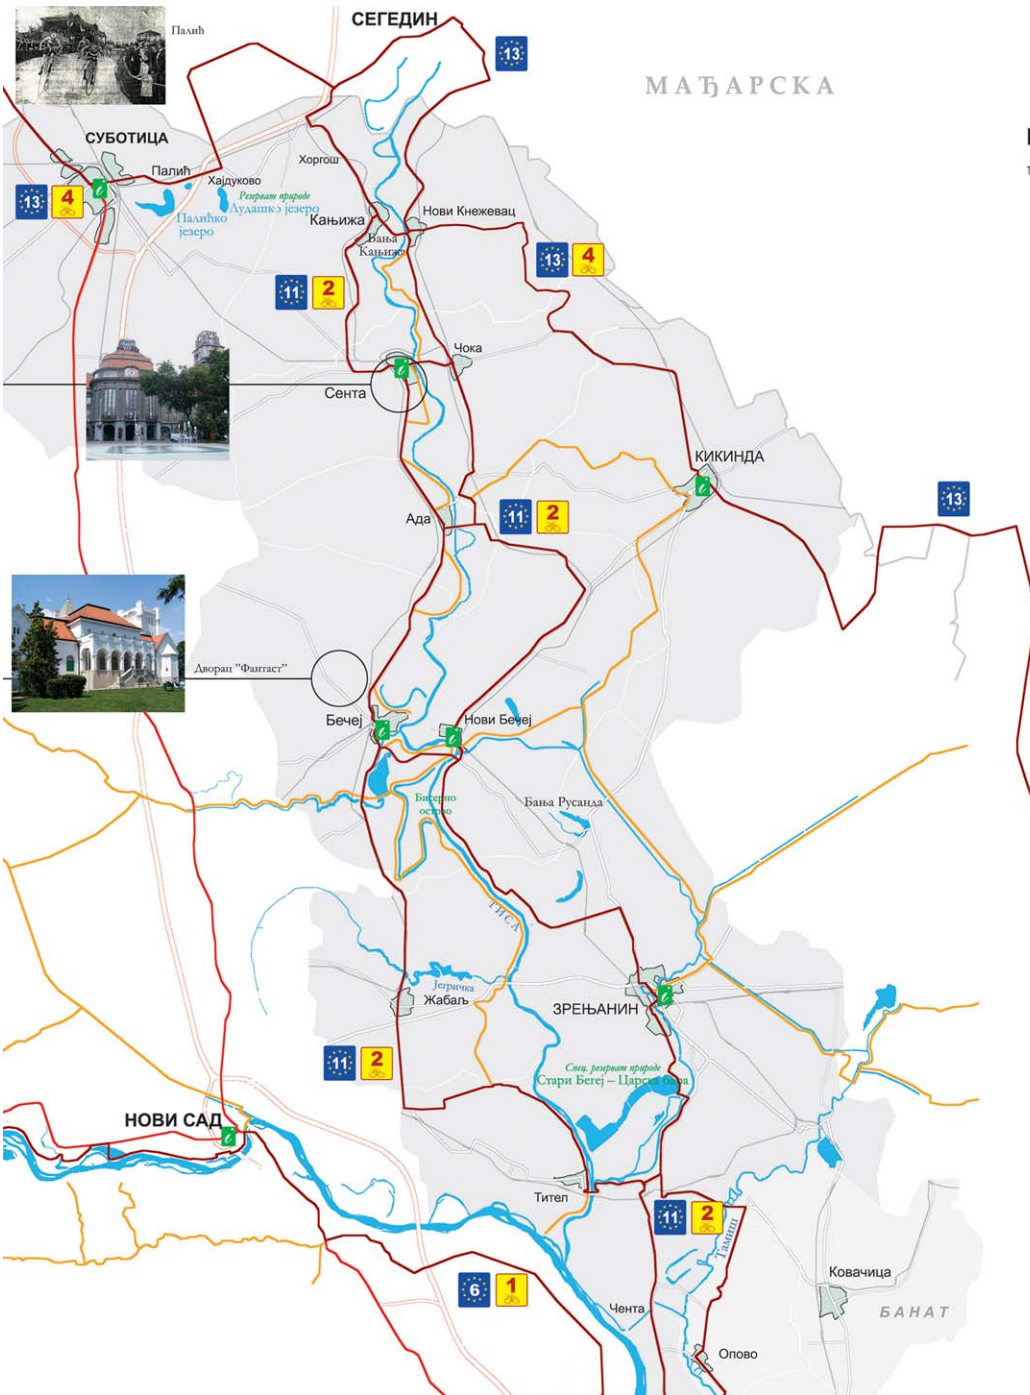 Палић
СЕГЕДИН
13
МАЂАРСКА
СУБОТИЦА
Палић
Хоргош
Хајдуково
Резерват природе
Лудашко језеро
13 4
Палићко
језеро
Кањижа
Нови Кнежевац
Бања
Кањижа
13 4
11 2
Чока
Сента
КИКИНДА
13
Ада
11 2
Дворац "Фантаст"
Бечеј
Нови Бечеј
Бисерно
острво
Бања Русанда
ТИСА
Јегричка
Жабаљ
ЗРЕЊАНИН
11 2
Спец. резерват природе
Стари Бегеј – Царска бара
НОВИ САД
Тител
11 2
Тамиш
6 1
Ковачица
Чента
БАНАТ
Опово